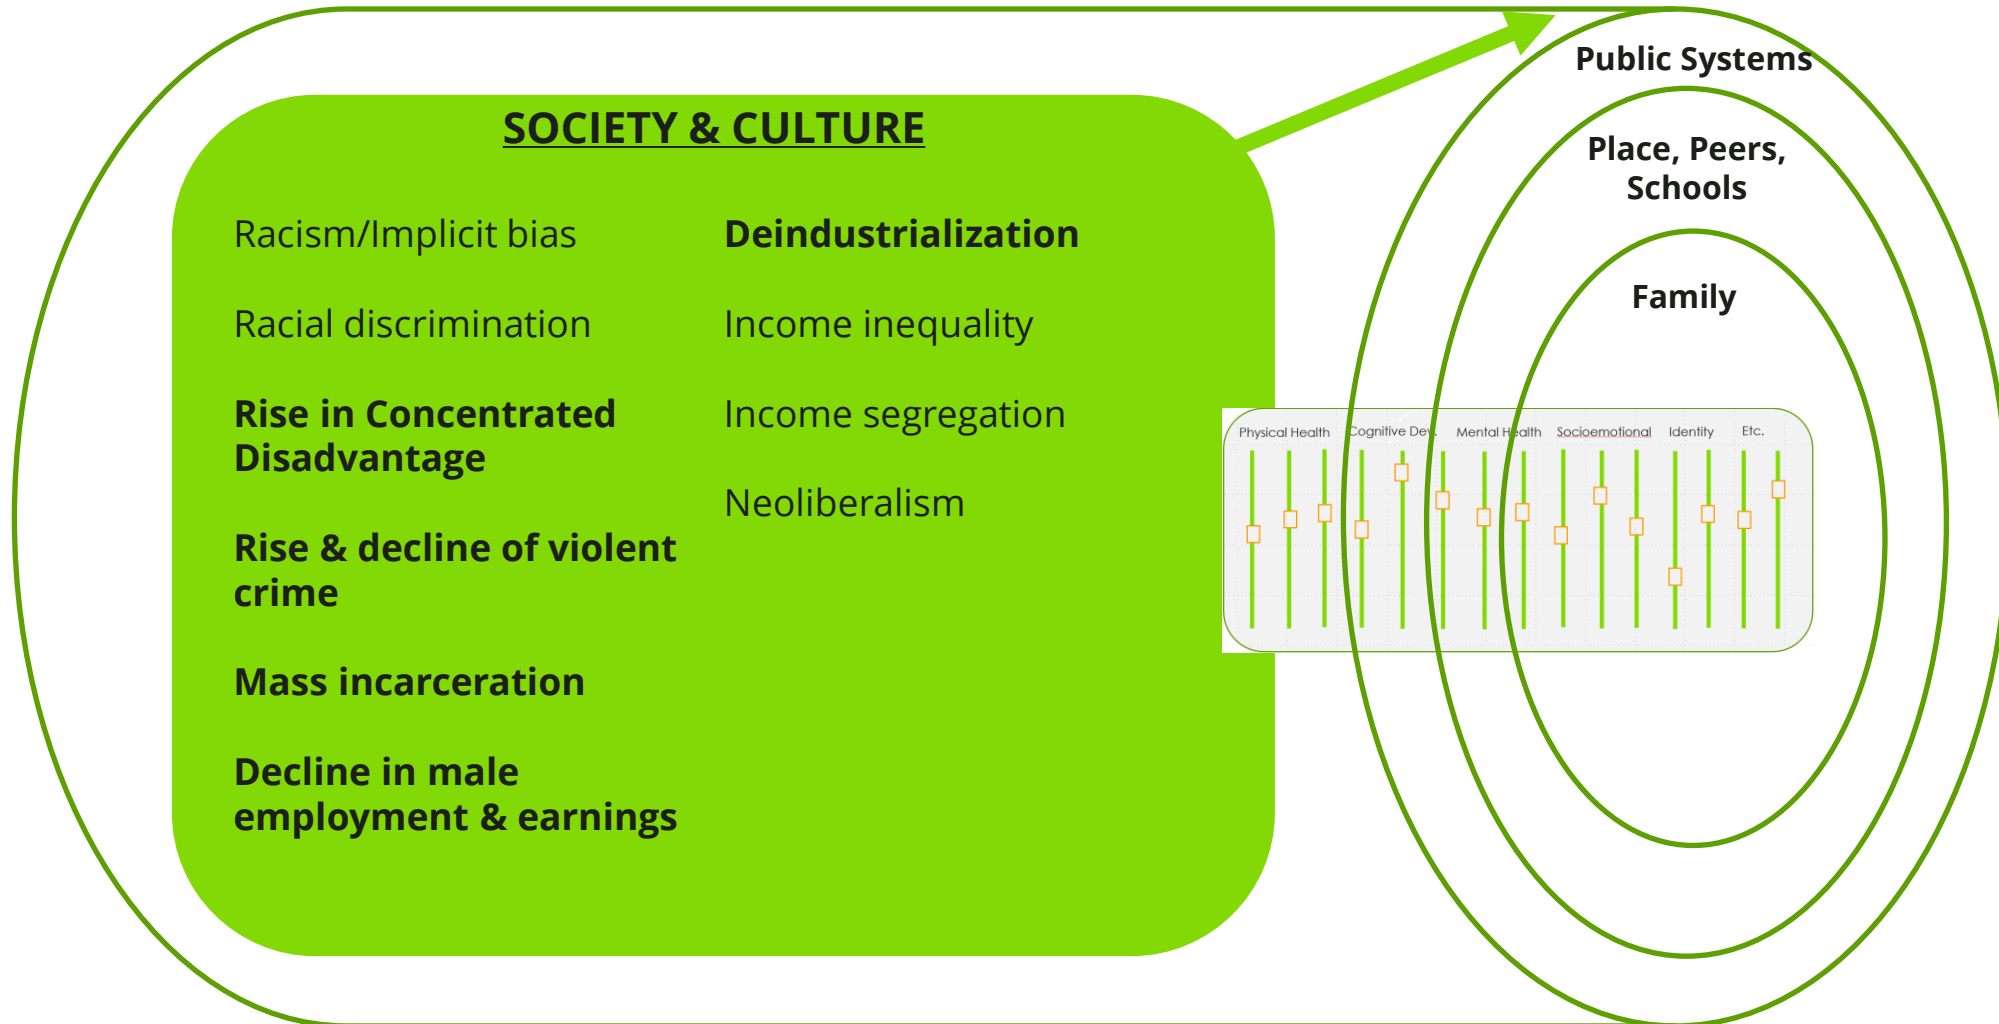 SOCIETY & CULTURE
Racism/Implicit bias
Racial discrimination
Rise in Concentrated
Disadvantage
Rise & decline of violent
crime
Mass incarceration
Decline in male
employment & earnings
Deindustrialization
Income inequality
Income segregation
Neoliberalism
Public Systems
Place, Peers,
Schools
Family
Physical Health Cognitive Dev. Mental Health Socioemotional Identity Etc.